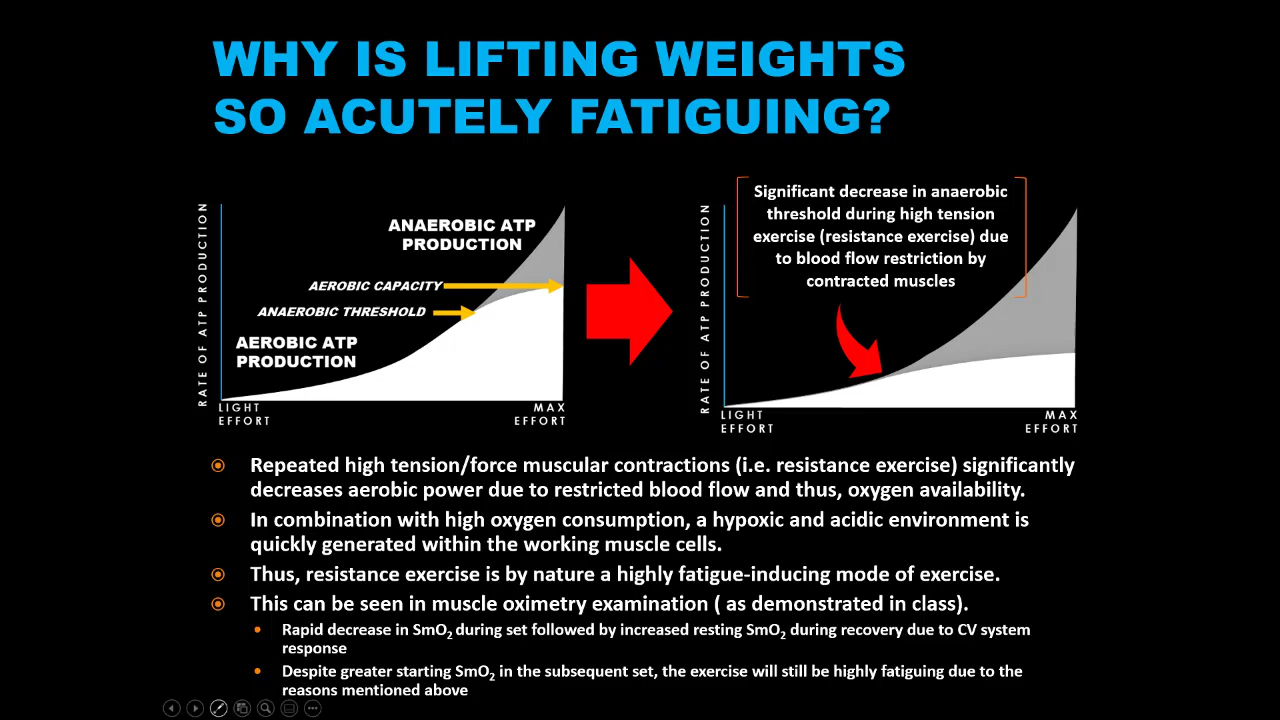 WHY IS LIFTING WEIGHTS
SO ACUTELY FATIGUING?
RATE OF ATP PRODUCTION
ANAEROBIC ATP
PRODUCTION
AEROBIC CAPACITY
ANAEROBIC THRESHOLD
AEROBIC ATP
PRODUCTION
LIGHT
EFFORT
MAX
EFFORT
RATE OF ATP PRODUCTION
Significant decrease in anaerobic
threshold during high tension
exercise (resistance exercise) due
to blood flow restriction by
contracted muscles
LIGHT
EFFORT
MAX
EFFORT
Repeated high tension/force muscular contractions (i.e. resistance exercise) significantly
decreases aerobic power due to restricted blood flow and thus, oxygen availability.
In combination with high oxygen consumption, a hypoxic and acidic environment is
quickly generated within the working muscle cells.
Thus, resistance exercise is by nature a highly fatigue-inducing mode of exercise.
This can be seen in muscle oximetry examination ( as demonstrated in class).
Rapid decrease in SmO₂ during set followed by increased resting SmO₂ during recovery due to CV system
response
Despite greater starting SmO₂ in the subsequent set, the exercise will still be highly fatiguing due to the
reasons mentioned above